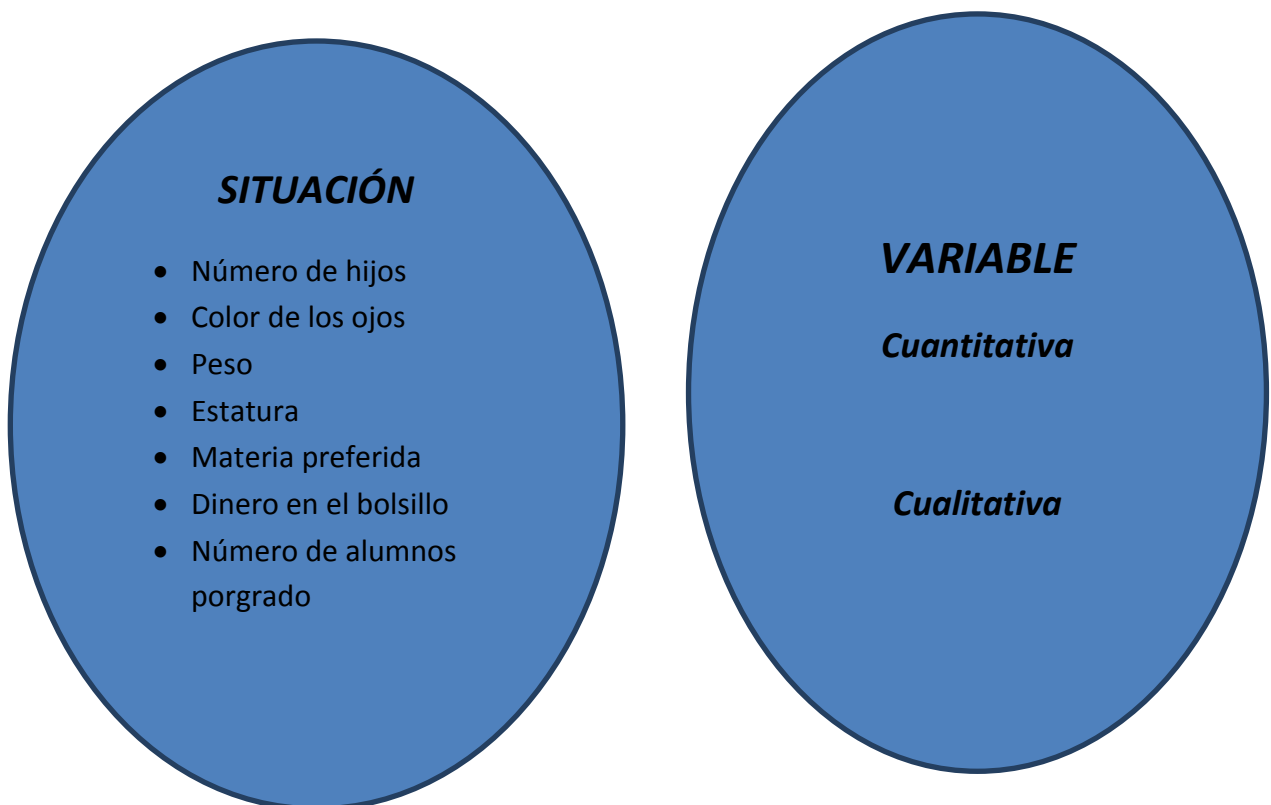 SITUACIÓN
• Número de hijos
• Color de los ojos
• Peso
• Estatura
• Materia preferida
• Dinero en el bolsillo
• Número de alumnos
porgrado
VARIABLE
Cuantitativa
Cualitativa